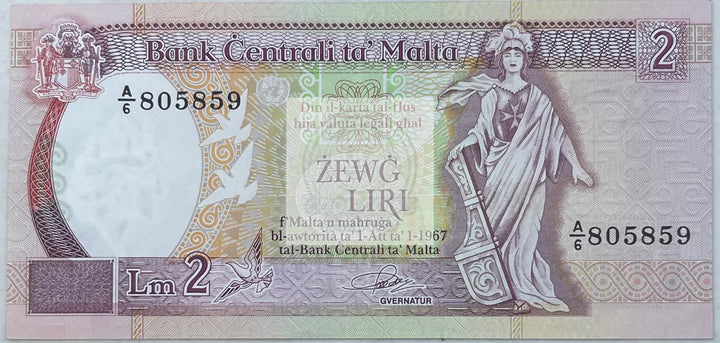 Bank Ċentrali ta' Malta
2
A/6 805859
Din il-karta tal-flus
hija valuta legali għal
ŻEWĠ
LIRI
f' Malta u maħruġa
bl-awtorità ta' l-Att ta' l-1967
tal-Bank Ċentrali ta' Malta
A/6 805859
Lm 2
GVERNATUR